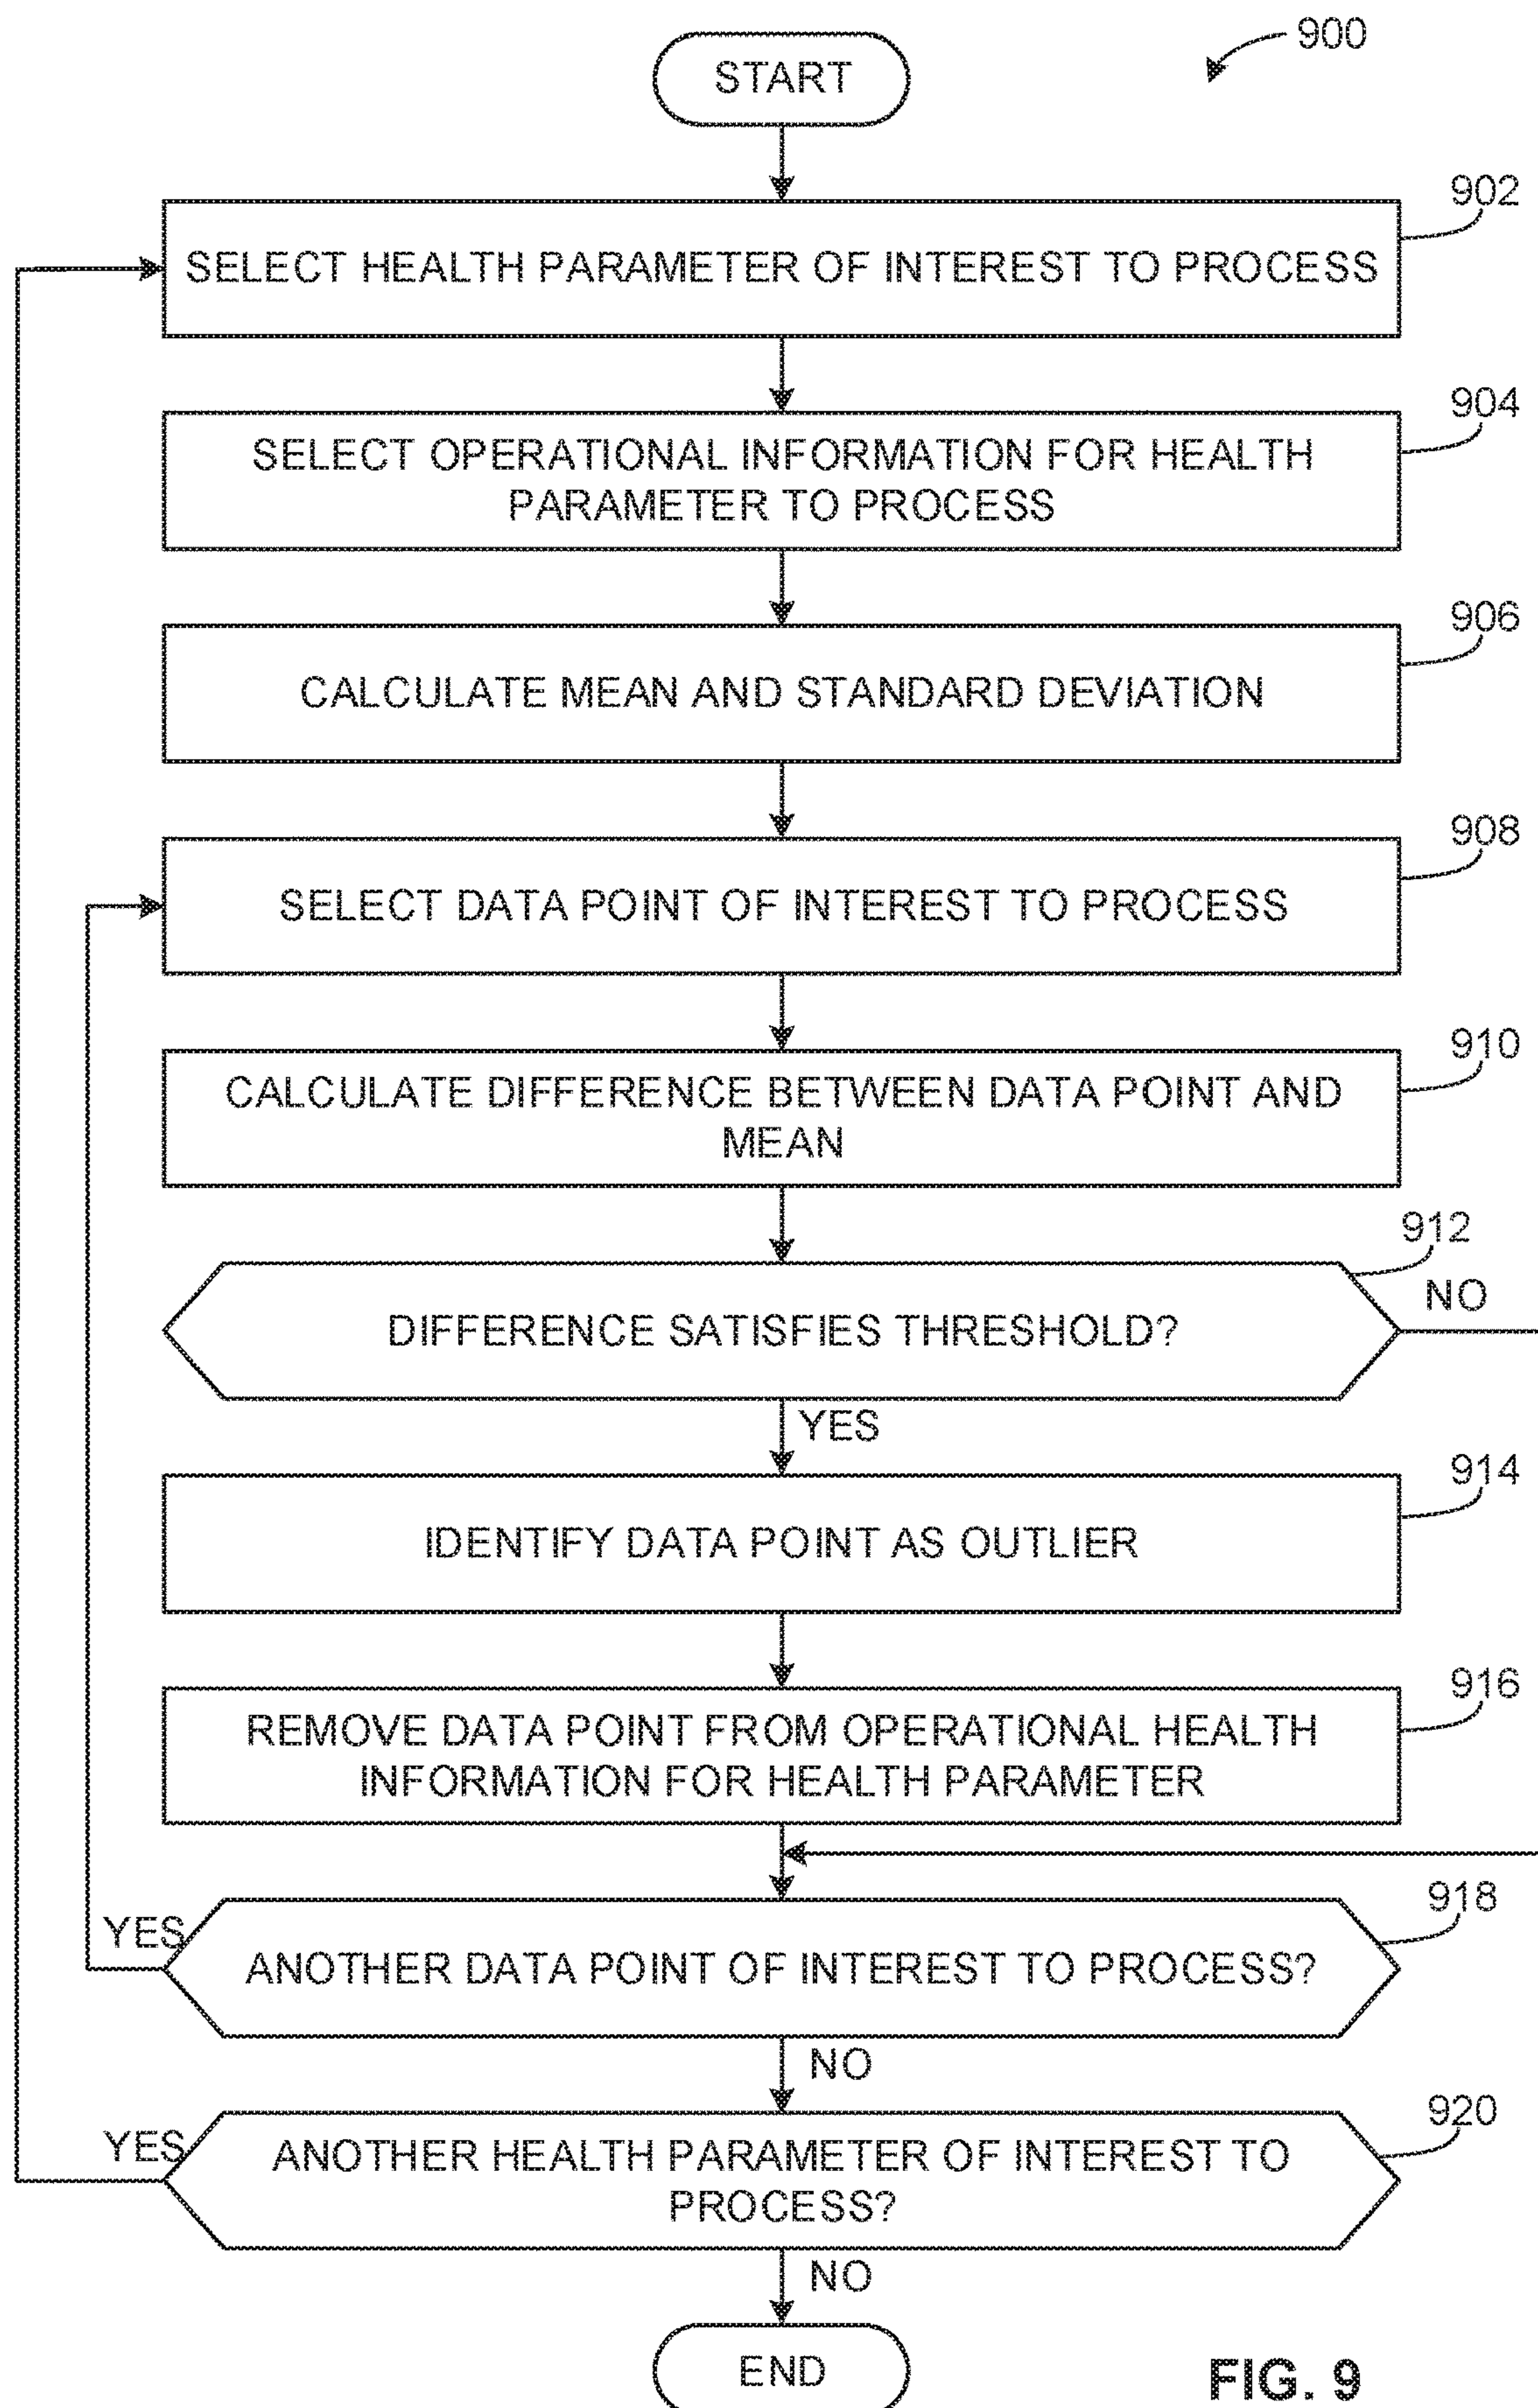 900
START
902
SELECT HEALTH PARAMETER OF INTEREST TO PROCESS
904
SELECT OPERATIONAL INFORMATION FOR HEALTH
PARAMETER TO PROCESS
906
CALCULATE MEAN AND STANDARD DEVIATION
908
SELECT DATA POINT OF INTEREST TO PROCESS
910
CALCULATE DIFFERENCE BETWEEN DATA POINT AND
MEAN
912
NO
DIFFERENCE SATISFIES THRESHOLD?
YES
914
IDENTIFY DATA POINT AS OUTLIER
916
REMOVE DATA POINT FROM OPERATIONAL HEALTH
INFORMATION FOR HEALTH PARAMETER
918
YES
ANOTHER DATA POINT OF INTEREST TO PROCESS?
NO
920
YES
ANOTHER HEALTH PARAMETER OF INTEREST TO
PROCESS?
NO
END
FIG. 9